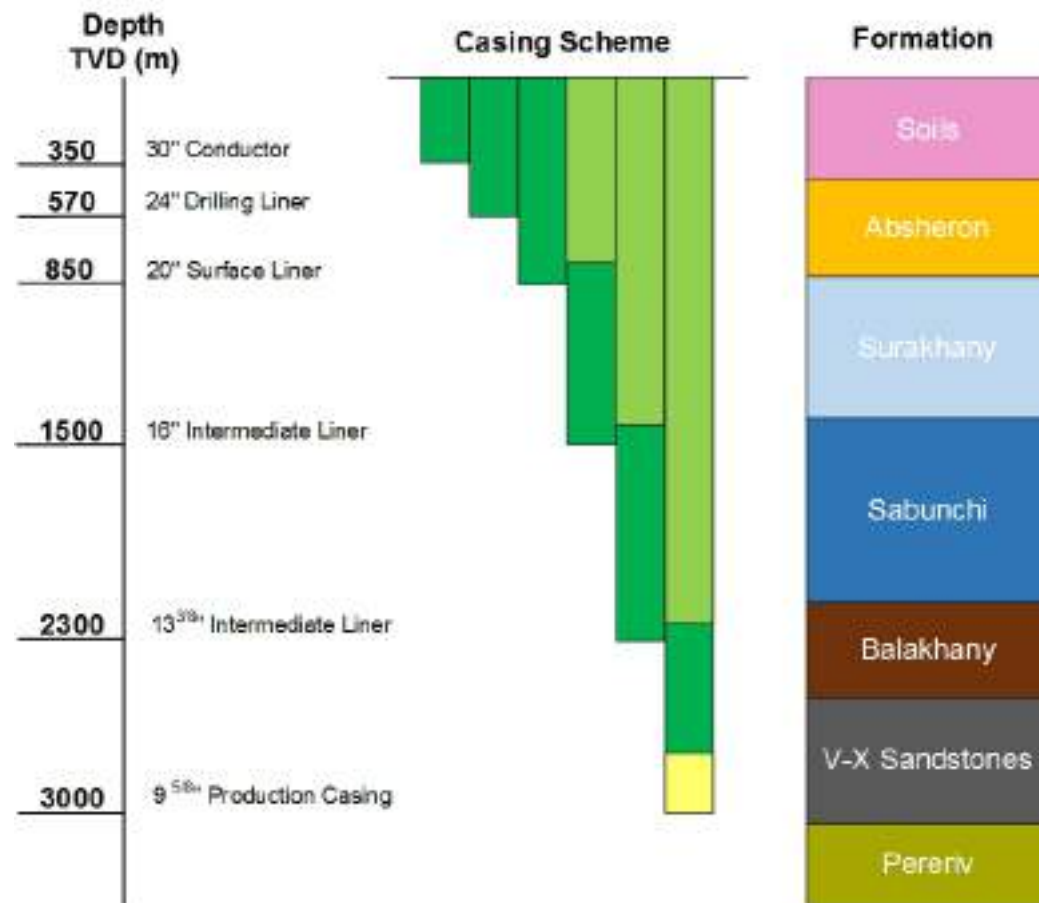 Depth
TVD (m)
Casing Scheme
Formation
350
30" Conductor
570
24" Drilling Liner
850
20" Surface Liner
1500
16" Intermediate Liner
2300
13 3/8" Intermediate Liner
3000
9 5/8" Production Casing
Soils
Absheron
Surakhany
Sabunchi
Balakhany
V-X Sandstones
Pereriv